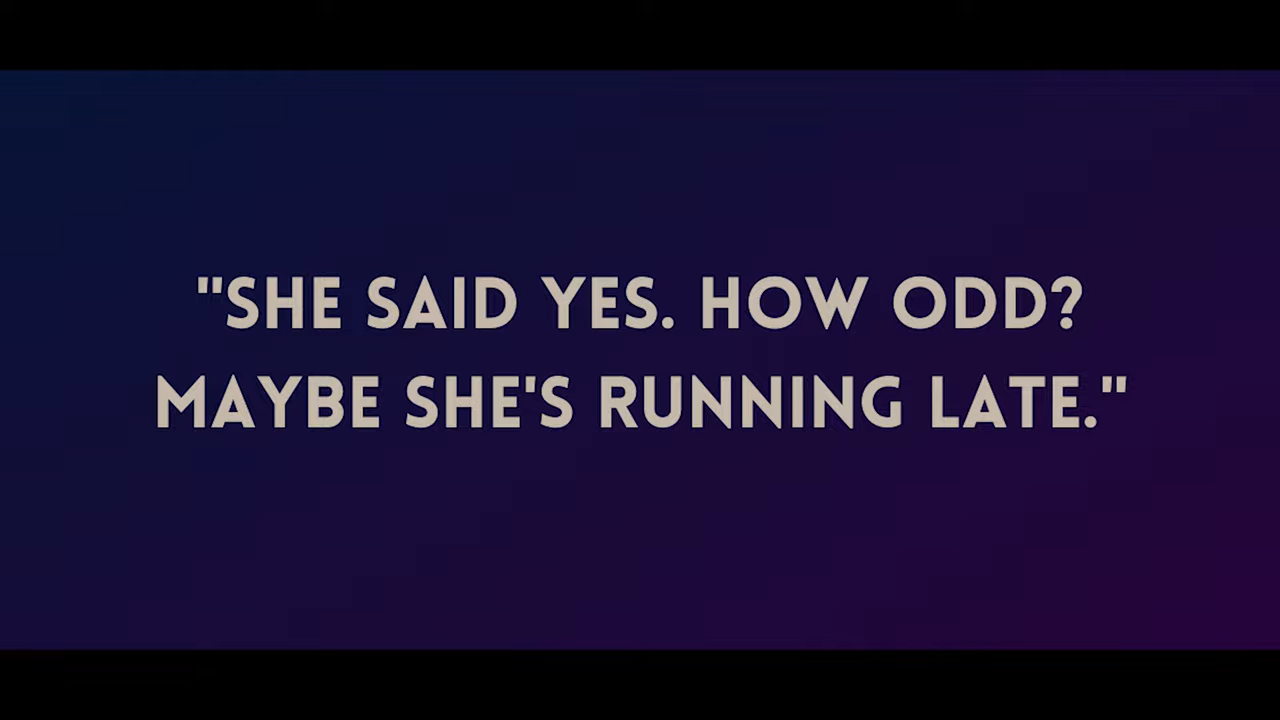 "SHE SAID YES. HOW ODD?
MAYBE SHE'S RUNNING LATE."